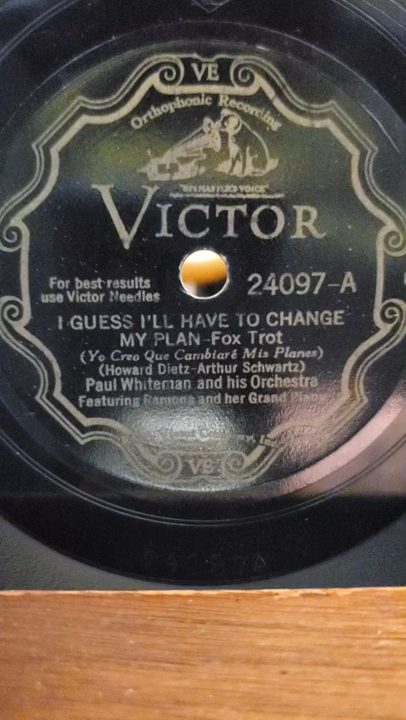 VE
Orthophonic Recording
"HIS MASTER'S VOICE"
VICTOR
For best results
use Victor Needles
24097-A
I GUESS I'LL HAVE TO CHANGE
MY PLAN-Fox Trot
(Yo Creo Que Cambiaré Mis Planes)
(Howard Dietz-Arthur Schwartz)
Paul Whiteman and his Orchestra
Featuring Ramona and her Grand Piano
VE